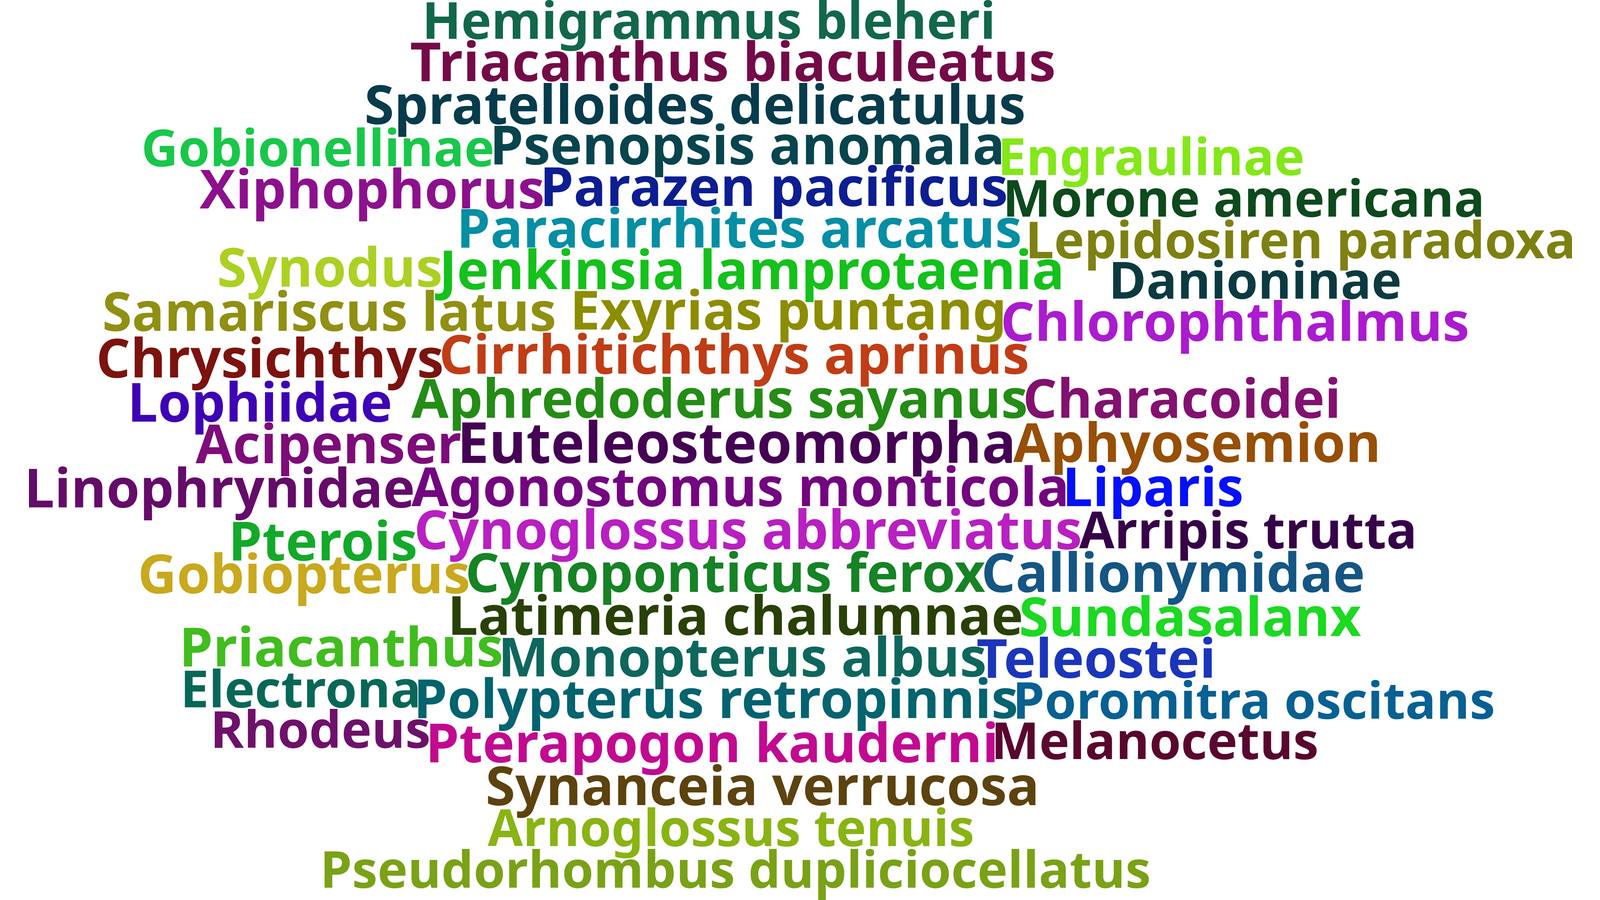 Hemigrammus bleheri
Triacanthus biaculeatus
Spratelloides delicatulus
Gobionellinae Psenopsis anomala Engraulinae
Xiphophorus Parazen pacificus Morone americana
Paracirrhites arcatus Lepidosiren paradoxa
Synodus Jenkinsia lamprotaenia Danioninae
Samariscus latus Exyrias puntang Chlorophthalmus
Chrysichthys Cirrhitichthys aprinus
Lophiidae Aphredoderus sayanus Characoidei
Acipenser Euteleosteomorpha Aphyosemion
Linophrynidae Agonostomus monticola Liparis
Pterois Cynoglossus abbreviatus Arripis trutta
Gobiopterus Cynoponticus ferox Callionymidae
Latimeria chalumnae Sundasalanx
Priacanthus Monopterus albus Teleostei
Electrona Polypterus retropinnis Poromitra oscitans
Rhodeus Pterapogon kauderni Melanocetus
Synanceia verrucosa
Arnoglossus tenuis
Pseudorhombus dupliciocellatus